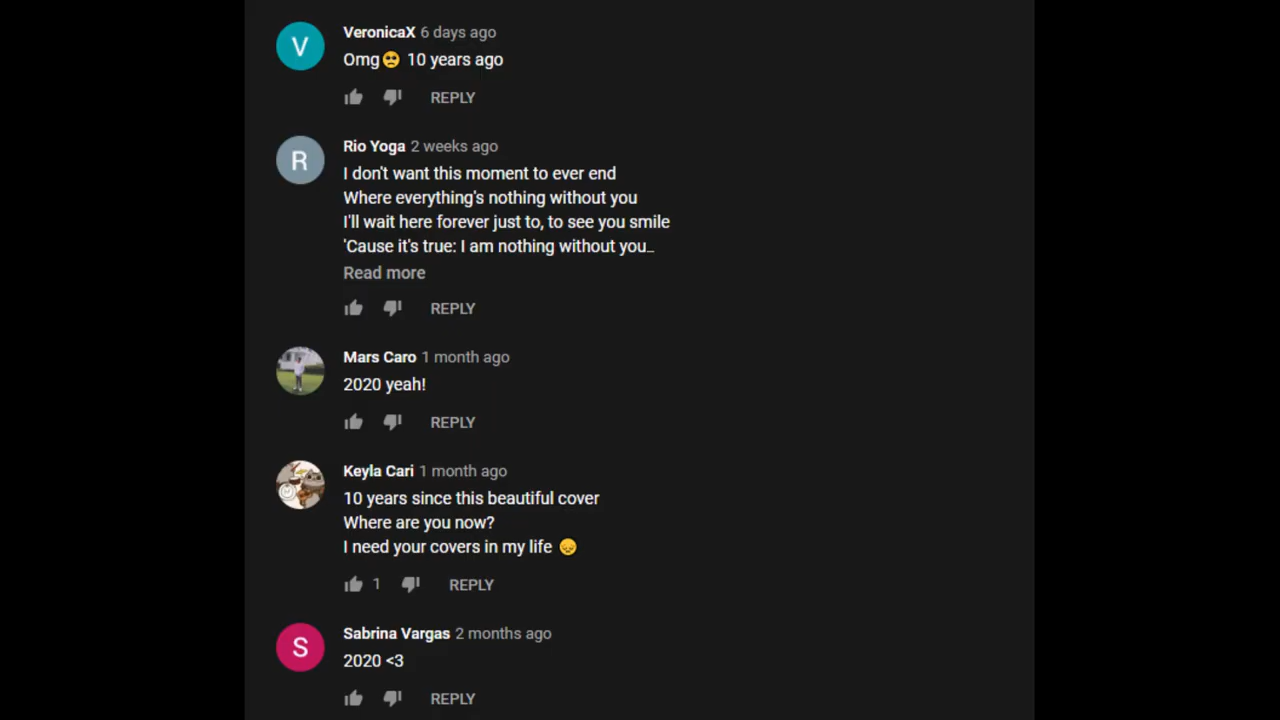 V
VeronicaX 6 days ago
Omg🥺 10 years ago
REPLY
R
Rio Yoga 2 weeks ago
I don't want this moment to ever end
Where everything's nothing without you
I'll wait here forever just to, to see you smile
'Cause it's true: I am nothing without you...
Read more
REPLY
Mars Caro 1 month ago
2020 yeah!
REPLY
Keyla Cari 1 month ago
10 years since this beautiful cover
Where are you now?
I need your covers in my life 😞
1 REPLY
S
Sabrina Vargas 2 months ago
2020 <3
REPLY